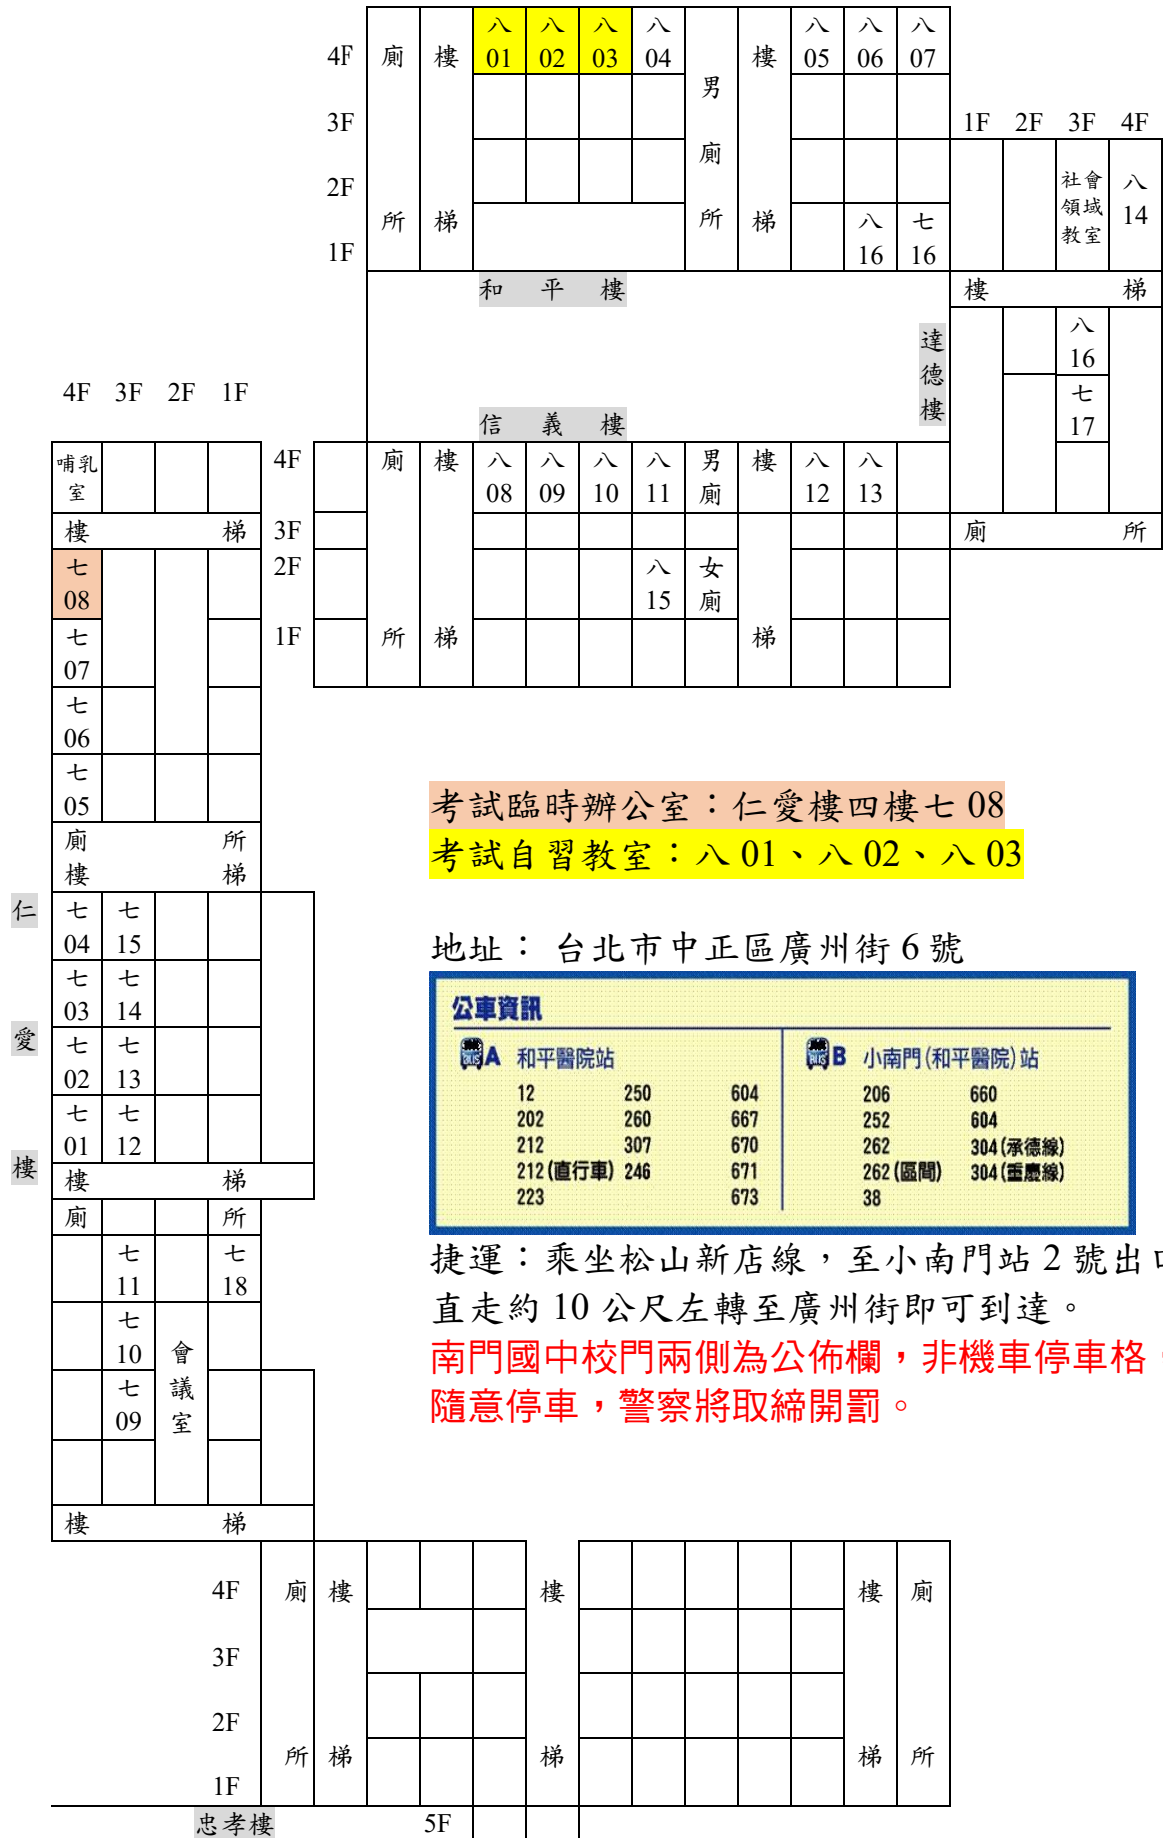 4F 廁 樓 八01 八02 八03 八04 男廁所 樓 八05 八06 八07
3F
2F
1F 所 梯 梯 八16 七16
1F 2F 3F 4F
社會領域教室 八14
和平樓
樓 梯
達德樓
八16
七17
廁 所
信義樓
4F 3F 2F 1F
4F 廁 樓 八08 八09 八10 八11 男廁 樓 八12 八13
3F
2F 八15 女廁
1F 所 梯 梯
哺乳室
樓 梯
七08
七07
七06
七05
廁 所
樓 梯
仁愛樓
七04 七15
七03 七14
七02 七13
七01 七12
樓 梯
廁 所
七11 七18
七10 會議室
七09
樓 梯
考試臨時辦公室：仁愛樓四樓七 08
考試自習教室：八 01、八 02、八 03
地址： 台北市中正區廣州街 6 號
公車資訊
A 和平醫院站
12 250 604
202 260 667
212 307 670
212(直行車) 246 671
223 673
B 小南門(和平醫院)站
206 660
252 604
262 304(承德線)
262(區間) 304(重慶線)
38
捷運：乘坐松山新店線，至小南門站 2 號出
直走約 10 公尺左轉至廣州街即可到達。
南門國中校門兩側為公佈欄，非機車停車格
隨意停車，警察將取締開罰。
4F 廁 樓 樓 樓 廁
3F
2F
1F 所 梯 梯 梯 所
忠孝樓 5F